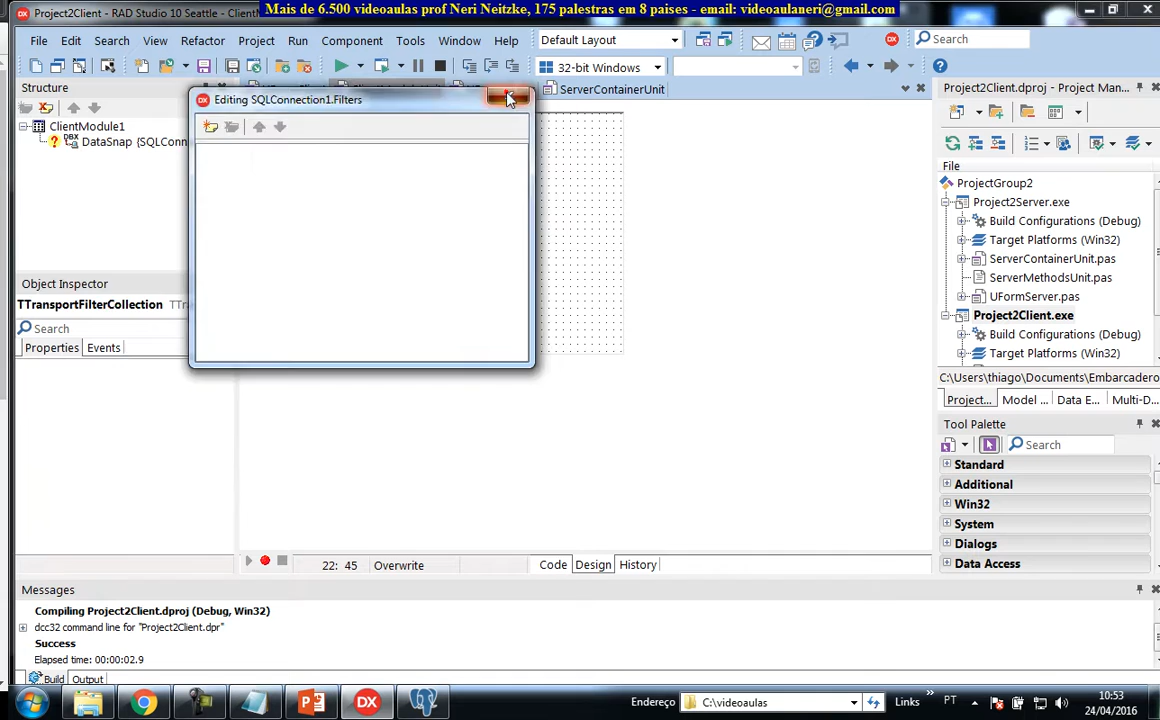 Project2Client - RAD Studio 10 Seattle - Clienth
Mais de 6.500 videoaulas prof Neri Neitzke, 175 palestras em 8 paises - email: videoaulaneri@gmail.com
File Edit Search View Refactor Project Run Component Tools Window Help
Default Layout
Search
32-bit Windows
Structure
ServerContainerUnit
Project2Client.dproj - Project Man...
Editing SQLConnection1.Filters
ClientModule1
DataSnap {SQLConn
File
ProjectGroup2
Project2Server.exe
Build Configurations (Debug)
Target Platforms (Win32)
ServerContainerUnit.pas
ServerMethodsUnit.pas
UFormServer.pas
Project2Client.exe
Build Configurations (Debug)
Target Platforms (Win32)
Object Inspector
TTransportFilterCollection
Search
Properties Events
C:\Users\thiago\Documents\Embarcadero
Project... Model ... Data E... Multi-D...
Tool Palette
Search
Standard
Additional
Win32
System
Dialogs
Data Access
22: 45 Overwrite Code Design History
Messages
Compiling Project2Client.dproj (Debug, Win32)
dcc32 command line for "Project2Client.dpr"
Success
Elapsed time: 00:00:02.9
Build Output
Endereço C:\videoaulas Links » PT
10:53
24/04/2016